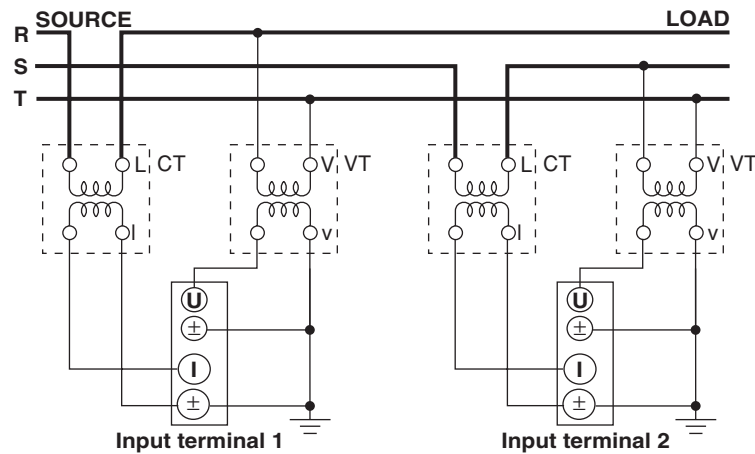 SOURCE LOAD
R
S
T
L CT V VT L CT V VT
l v l v
U U
± ±
I I
± ±
Input terminal 1 Input terminal 2